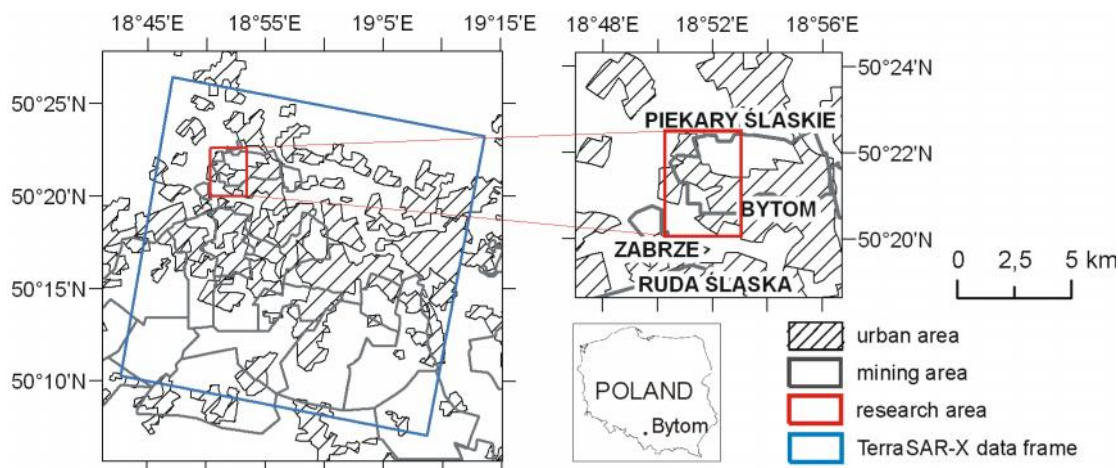 18°45'E 18°55'E 19°5'E 19°15'E
50°25'N
50°20'N
50°15'N
50°10'N
18°48'E 18°52'E 18°56'E
50°24'N
50°22'N
50°20'N
PIEKARY ŚLĄSKIE
BYTOM
ZABRZE >
RUDA ŚLĄSKA
0 2,5 5 km
POLAND
Bytom
urban area
mining area
research area
TerraSAR-X data frame